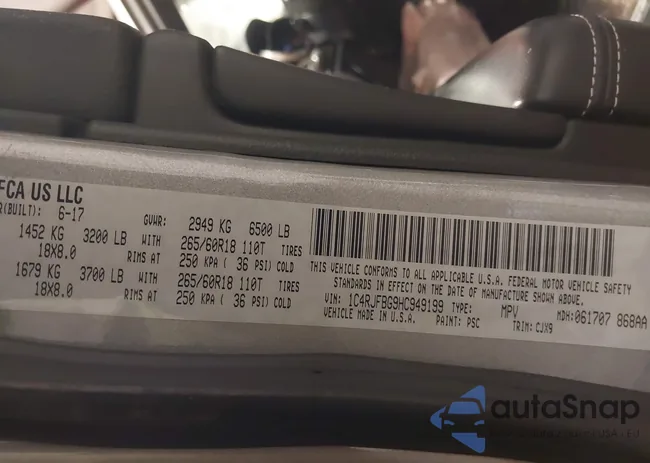 FCA US LLC
R(BUILT): 6-17 GVWR: 2949 KG 6500 LB
1452 KG 3200 LB WITH 265/60R18 110T TIRES
18X8.0 RIMS AT 250 KPA ( 36 PSI) COLD
1679 KG 3700 LB WITH 265/60R18 110T TIRES
18X8.0 RIMS AT 250 KPA ( 36 PSI) COLD
THIS VEHICLE CONFORMS TO ALL APPLICABLE U.S.A. FEDERAL MOTOR VEHICLE SAFETY
STANDARDS IN EFFECT ON THE DATE OF MANUFACTURE SHOWN ABOVE.
VIN: 1C4RJFBG9HC949199 TYPE: MPV MDH: 061707 868AA
VEHICLE MADE IN U.S.A. PAINT: PSC TRIM: CJX9
autoSnap